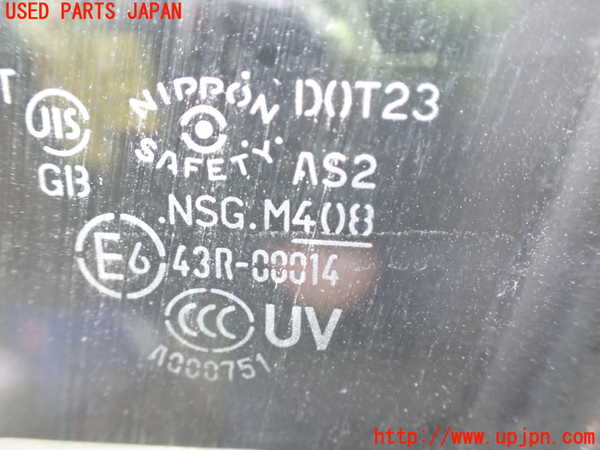 USED PARTS JAPAN
T
JIS
GB
NIPPON
SAFETY
DOT23
AS2
.NSG.M408
E6 43R-00014
CCC UV
A000751
http://www.upjpn.com